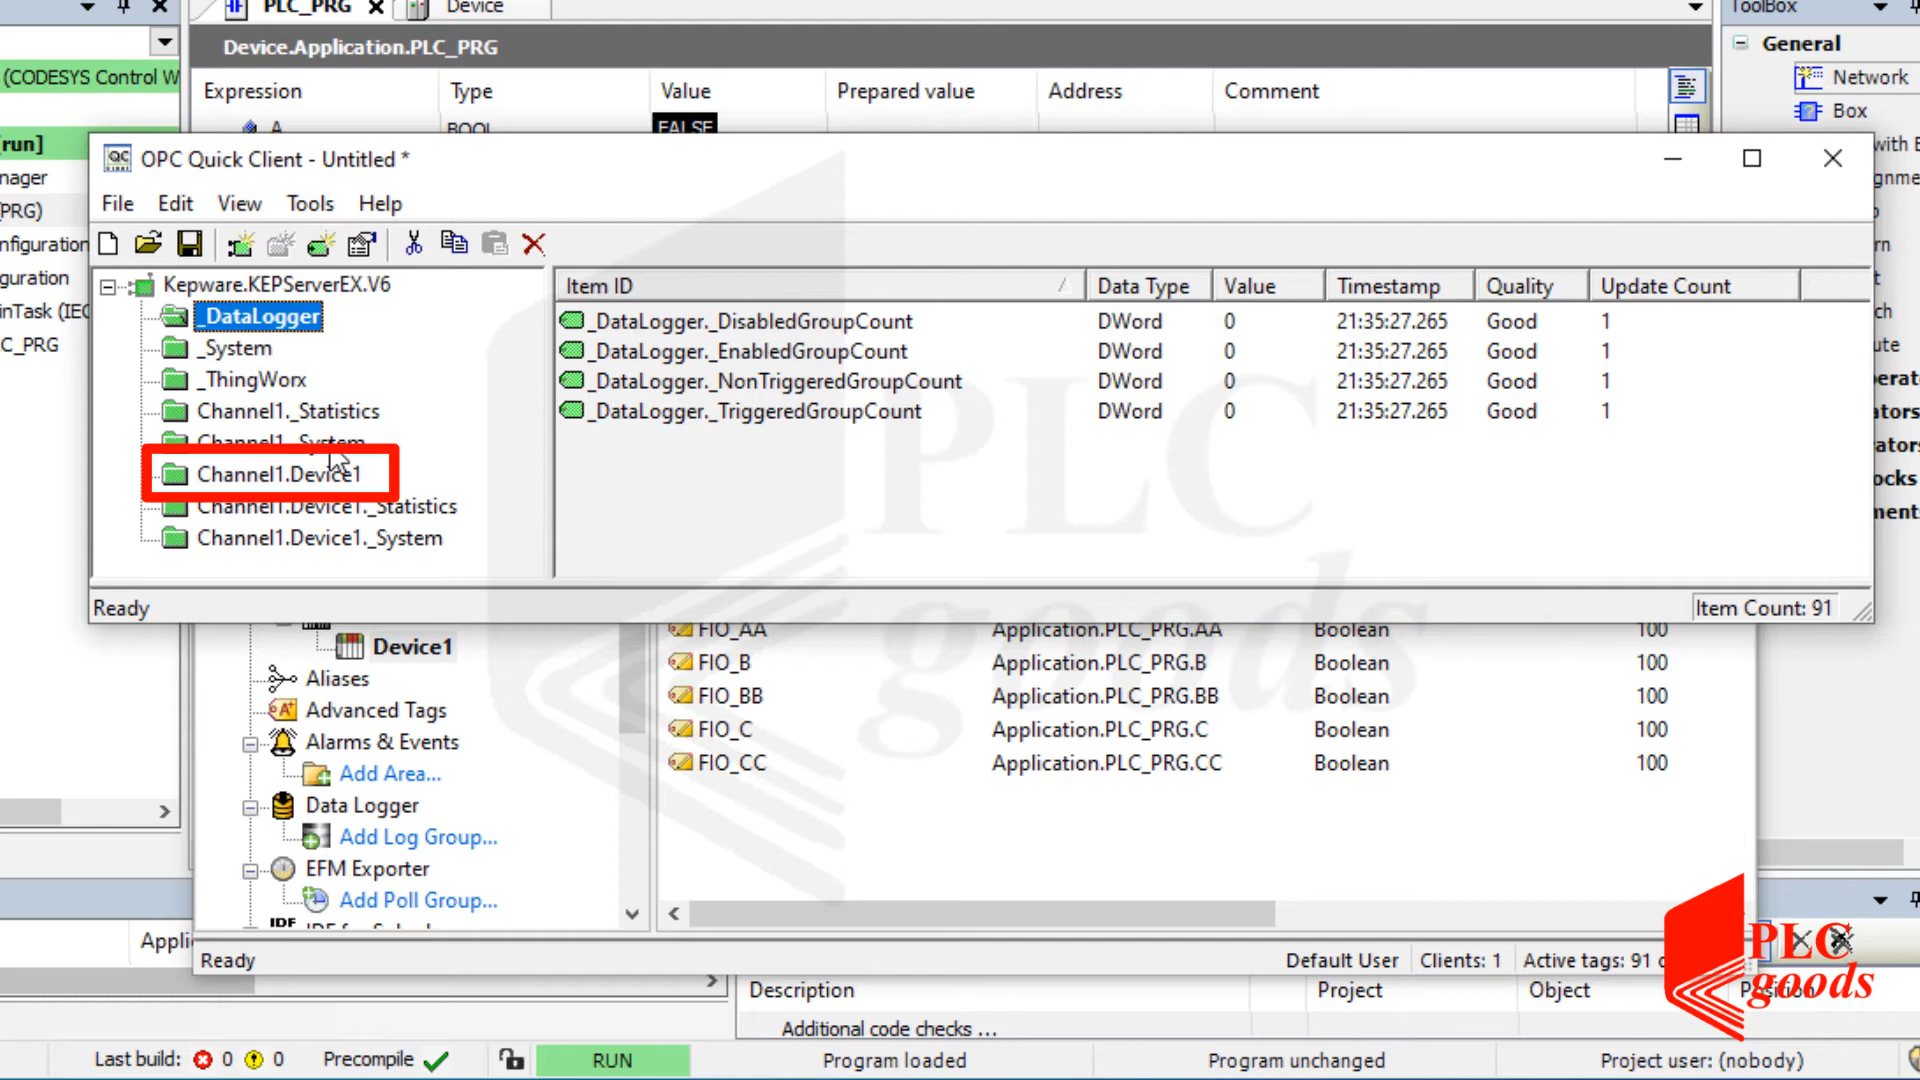 PLC_PRG
Device
ToolBox
Device.Application.PLC_PRG
General
(CODESYS Control W
Expression
Type
Value
Prepared value
Address
Comment
Network
A
BOOL
FALSE
Box
[run]
OPC Quick Client - Untitled *
with E
nager
File
Edit
View
Tools
Help
PRG)
nfiguration
Kepware.KEPServerEX.V6
Item ID
Data Type
Value
Timestamp
Quality
Update Count
guration
_DataLogger
_DataLogger._DisabledGroupCount
DWord
0
21:35:27.265
Good
1
inTask (IEC
_System
_DataLogger._EnabledGroupCount
DWord
0
21:35:27.265
Good
1
C_PRG
_ThingWorx
_DataLogger._NonTriggeredGroupCount
DWord
0
21:35:27.265
Good
1
Channel1._Statistics
_DataLogger._TriggeredGroupCount
DWord
0
21:35:27.265
Good
1
Channel1._System
Channel1.Device1
Channel1.Device1._Statistics
Channel1.Device1._System
PLC
goods
Ready
Item Count: 91
FIO_AA
Application.PLC_PRG.AA
Boolean
100
Device1
FIO_B
Application.PLC_PRG.B
Boolean
100
Aliases
FIO_BB
Application.PLC_PRG.BB
Boolean
100
Advanced Tags
FIO_C
Application.PLC_PRG.C
Boolean
100
Alarms & Events
FIO_CC
Application.PLC_PRG.CC
Boolean
100
Add Area...
Data Logger
Add Log Group...
EFM Exporter
Add Poll Group...
Appli
Ready
Default User
Clients: 1
Active tags: 91 o
PLC
goods
Description
Project
Object
Position
Additional code checks ...
Last build:
0
0
Precompile
RUN
Program loaded
Program unchanged
Project user: (nobody)